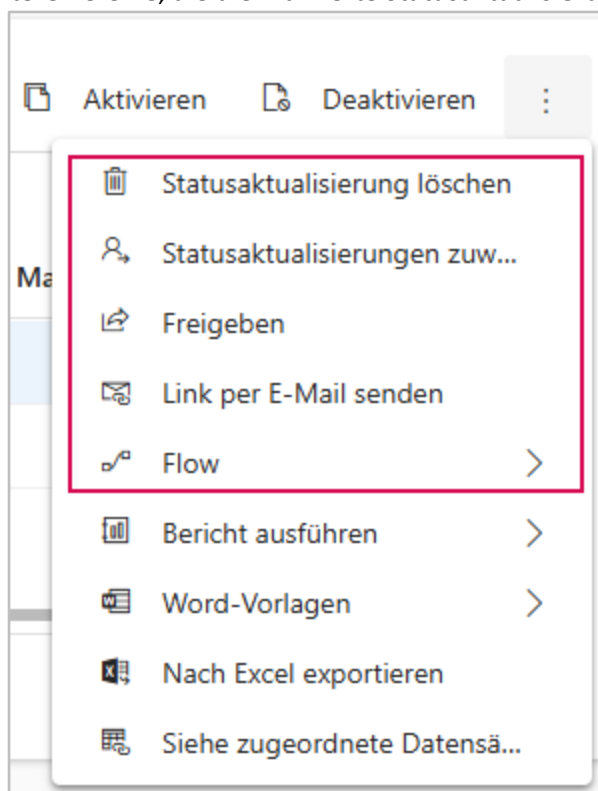 Aktivieren Deaktivieren
Statusaktualisierung löschen
Statusaktualisierungen zuw...
Ma
Freigeben
Link per E-Mail senden
Flow
Bericht ausführen
Word-Vorlagen
Nach Excel exportieren
Siehe zugeordnete Datensä...